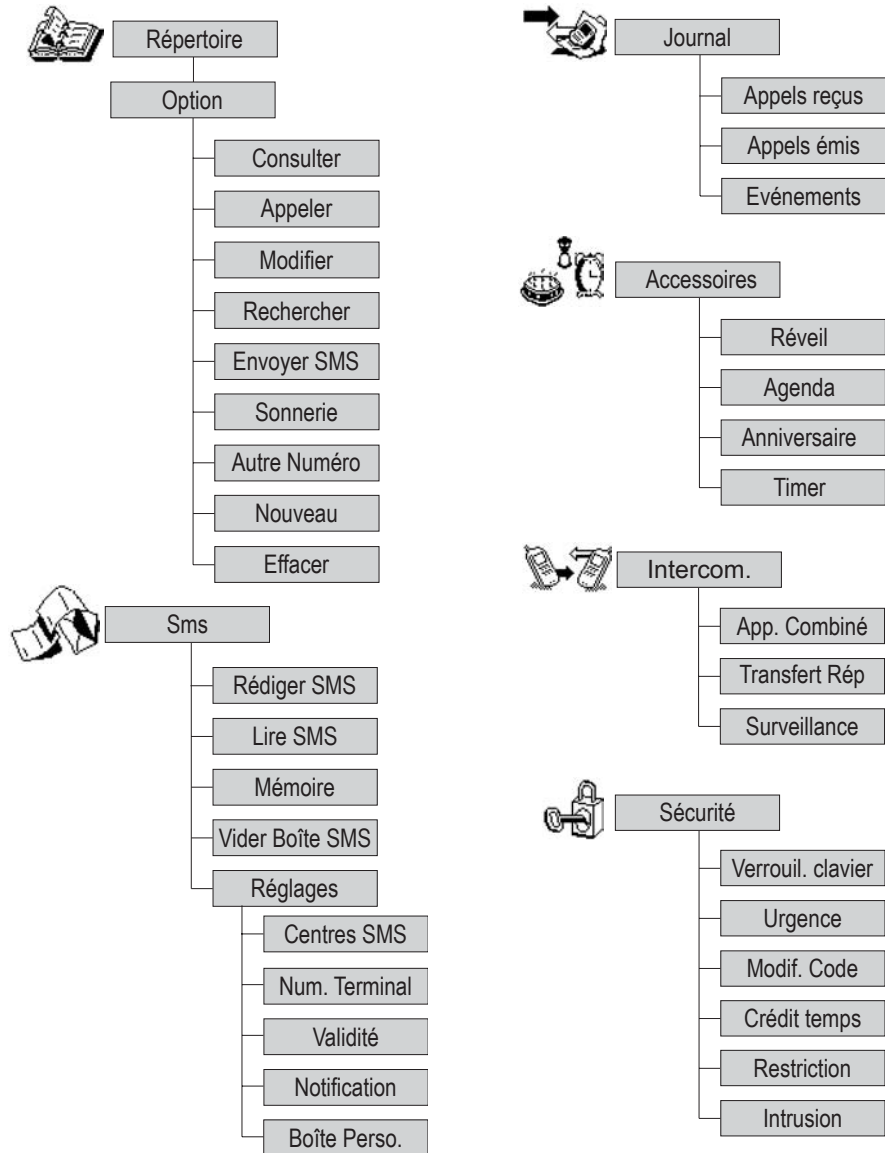 Répertoire
Option
Consulter
Appeler
Modifier
Rechercher
Envoyer SMS
Sonnerie
Autre Numéro
Nouveau
Effacer
Sms
Rédiger SMS
Lire SMS
Mémoire
Vider Boîte SMS
Réglages
Centres SMS
Num. Terminal
Validité
Notification
Boîte Perso.
Journal
Appels reçus
Appels émis
Evénements
Accessoires
Réveil
Agenda
Anniversaire
Timer
Intercom.
App. Combiné
Transfert Rép
Surveillance
Sécurité
Verrouil. clavier
Urgence
Modif. Code
Crédit temps
Restriction
Intrusion